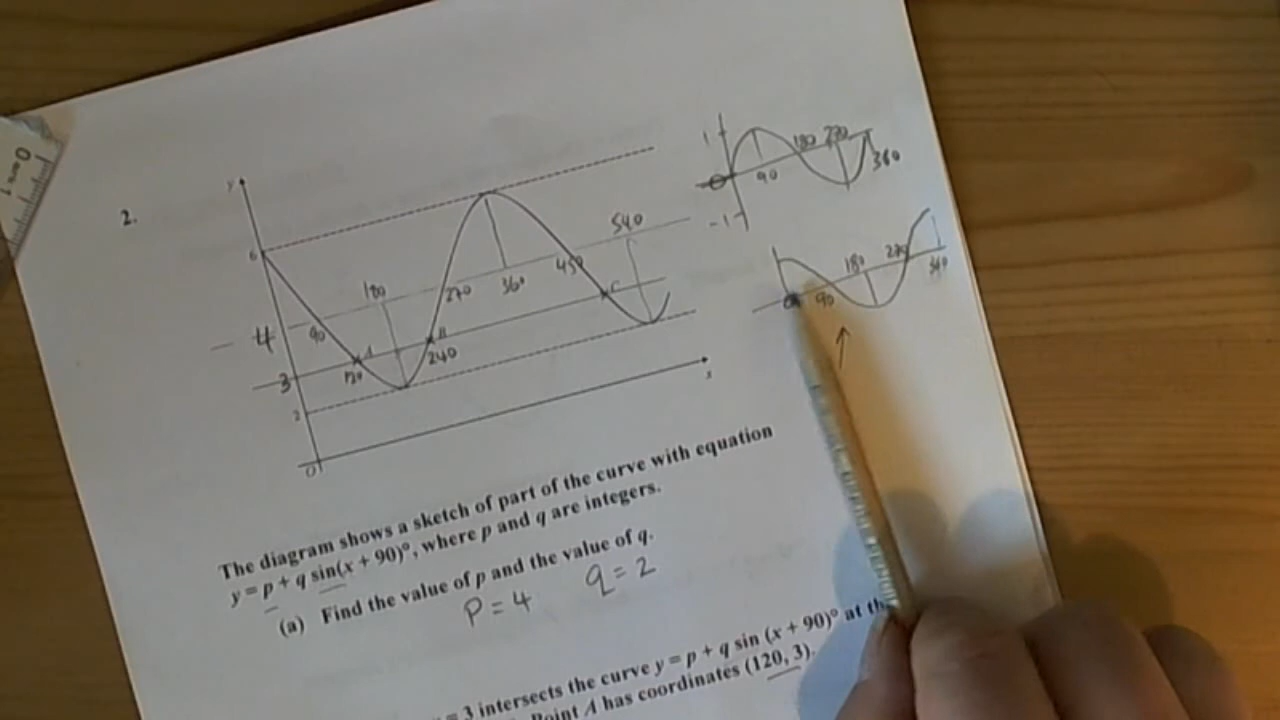 0 1
2.
y
6
4
3
2
0
x
90
180
270
360
450
540
A
120
B
240
C
1
-1
90
180
270
360
90
180
270
360
The diagram shows a sketch of part of the curve with equation
y = p + q sin(x + 90)°, where p and q are integers.
(a) Find the value of p and the value of q.
P = 4 q = 2
= 3 intersects the curve y = p + q sin (x + 90)° at
Point A has coordinates (120, 3).